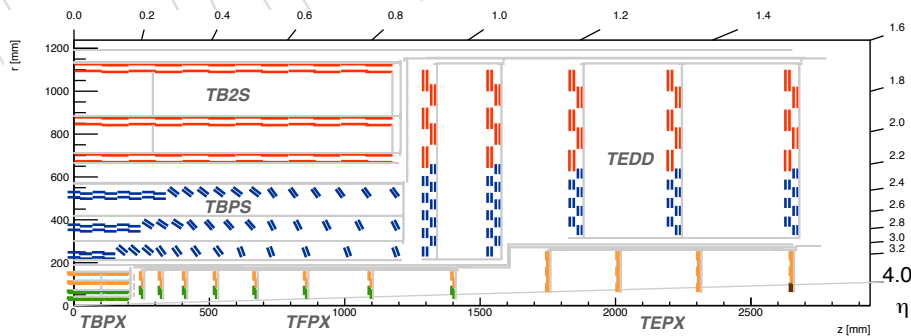 0.0 0.2 0.4 0.6 0.8 1.0 1.2 1.4 1.6
r [mm]
1200
1000 1.8
800 2.0
TB2S
600 2.2
TEDD
2.4
TBPS
400 2.6
2.8
3.0
200 3.2
4.0
0
0 500 1000 1500 2000 2500 η
TBPX TFPX TEPX z [mm]